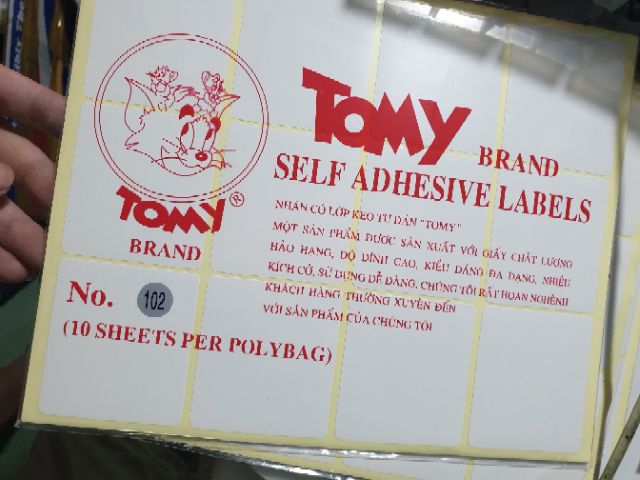 TOMY
BRAND
SELF ADHESIVE LABELS
NHÃN CÓ LỚP KEO TỰ DÁN "TOMY"
MỘT SẢN PHẨM ĐƯỢC SẢN XUẤT VỚI GIẤY CHẤT LƯỢNG
HẢO HẠNG, ĐỘ DÍNH CAO, KIỂU DÁNG ĐA DẠNG, NHIỀU
KÍCH CỠ, SỬ DỤNG DỄ DÀNG. CHÚNG TÔI RẤT HOAN NGHÊNH
KHÁCH HÀNG THƯỜNG XUYÊN ĐẾN
VỚI SẢN PHẨM CỦA CHÚNG TÔI
TOMY®
BRAND
No. 102
(10 SHEETS PER POLYBAG)